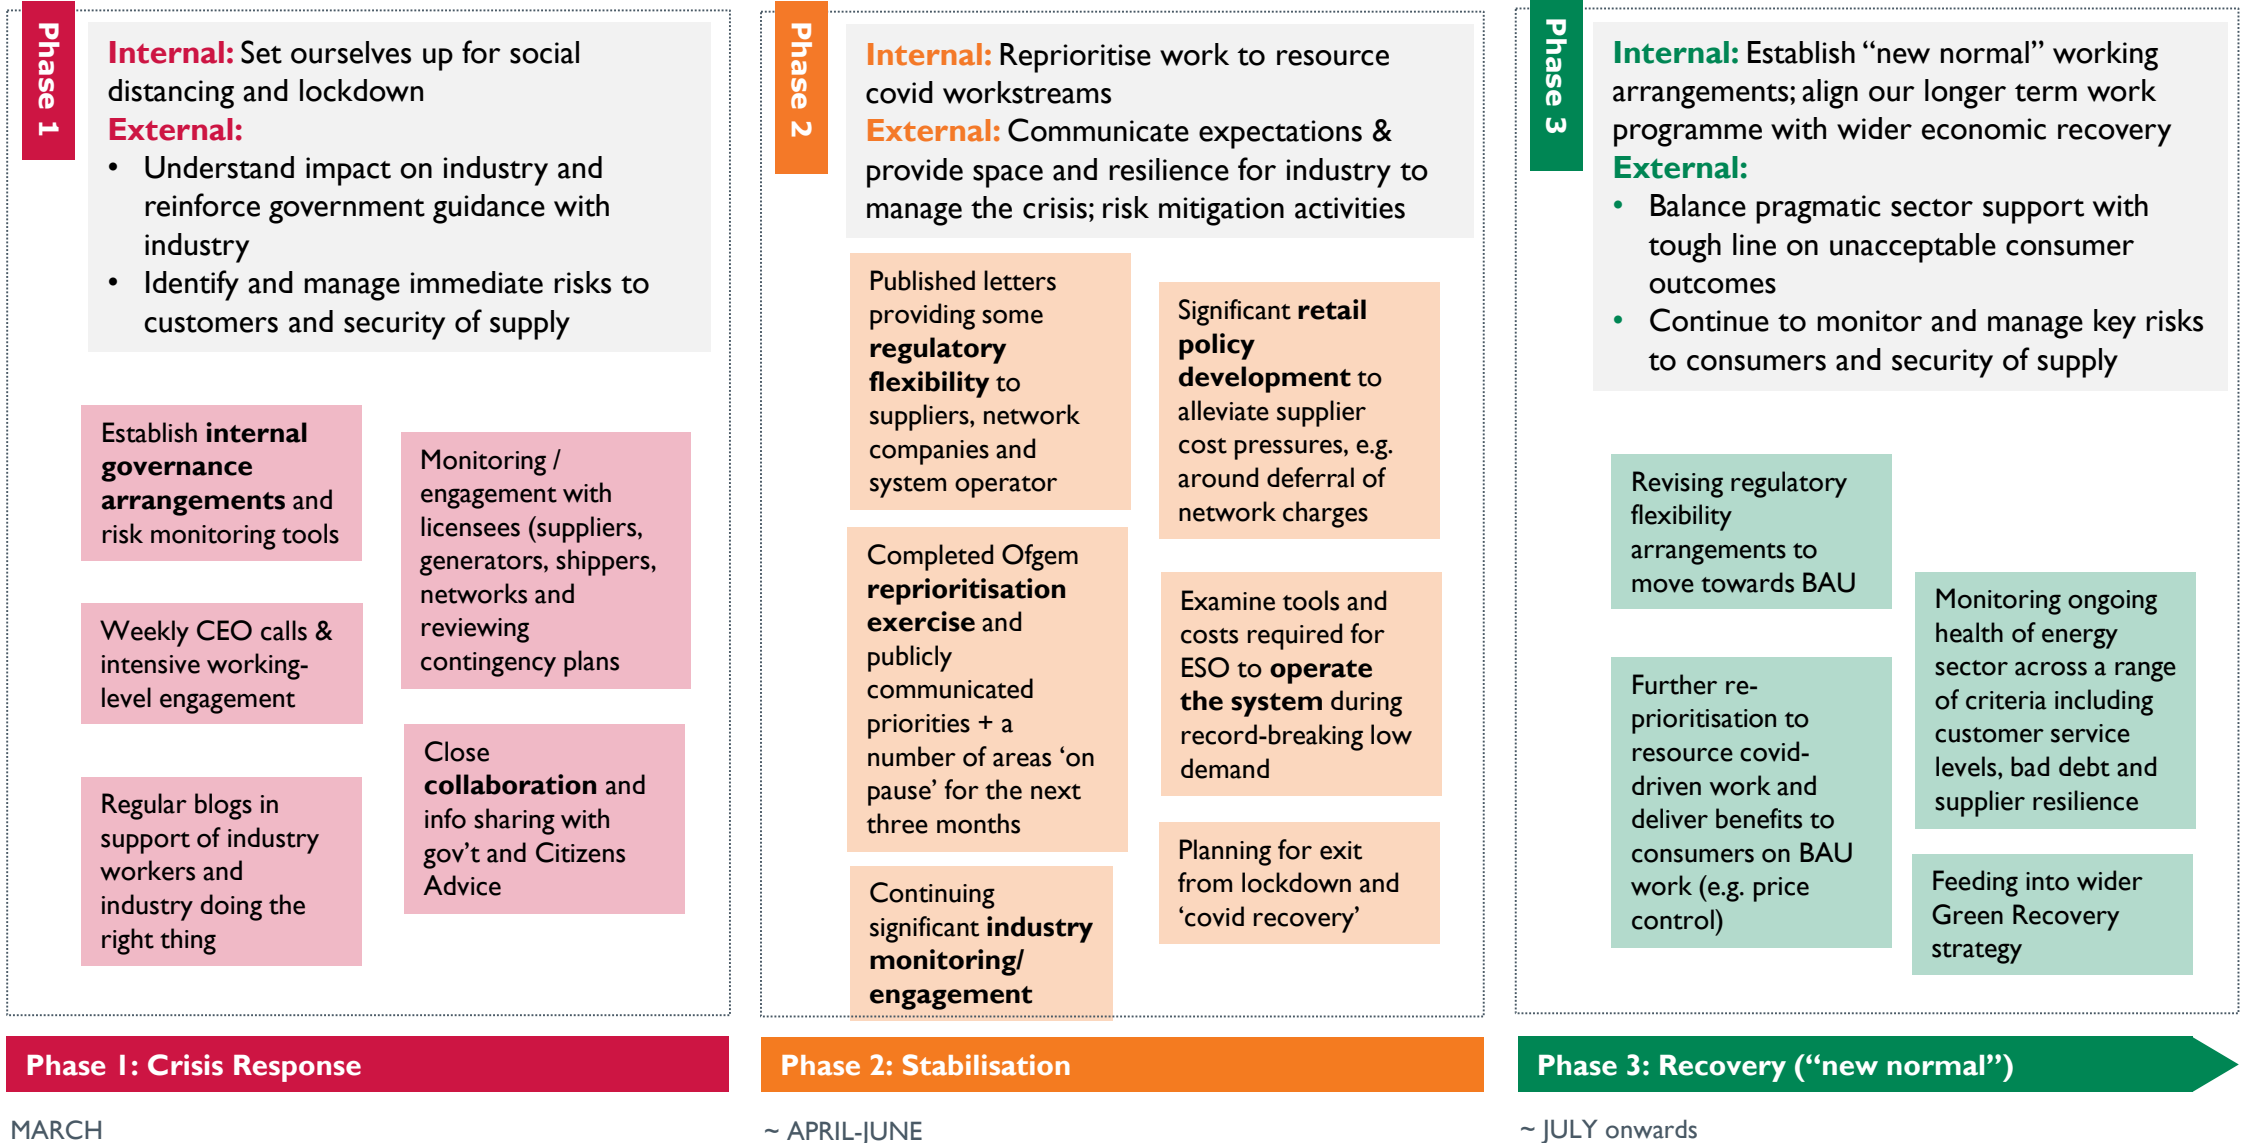 Phase 1
Internal: Set ourselves up for social
distancing and lockdown
External:
• Understand impact on industry and
reinforce government guidance with
industry
• Identify and manage immediate risks to
customers and security of supply
Establish internal
governance
arrangements and
risk monitoring tools
Weekly CEO calls &
intensive working-
level engagement
Regular blogs in
support of industry
workers and
industry doing the
right thing
Monitoring /
engagement with
licensees (suppliers,
generators, shippers,
networks and
reviewing
contingency plans
Close
collaboration and
info sharing with
gov’t and Citizens
Advice
Phase 1: Crisis Response
MARCH
Phase 2
Internal: Reprioritise work to resource
covid workstreams
External: Communicate expectations &
provide space and resilience for industry to
manage the crisis; risk mitigation activities
Published letters
providing some
regulatory
flexibility to
suppliers, network
companies and
system operator
Completed Ofgem
reprioritisation
exercise and
publicly
communicated
priorities + a
number of areas ‘on
pause’ for the next
three months
Continuing
significant industry
monitoring/
engagement
Significant retail
policy
development to
alleviate supplier
cost pressures, e.g.
around deferral of
network charges
Examine tools and
costs required for
ESO to operate
the system during
record-breaking low
demand
Planning for exit
from lockdown and
‘covid recovery’
Phase 2: Stabilisation
~ APRIL-JUNE
Phase 3
Internal: Establish “new normal” working
arrangements; align our longer term work
programme with wider economic recovery
External:
• Balance pragmatic sector support with
tough line on unacceptable consumer
outcomes
• Continue to monitor and manage key risks
to consumers and security of supply
Revising regulatory
flexibility
arrangements to
move towards BAU
Further re-
prioritisation to
resource covid-
driven work and
deliver benefits to
consumers on BAU
work (e.g. price
control)
Monitoring ongoing
health of energy
sector across a range
of criteria including
customer service
levels, bad debt and
supplier resilience
Feeding into wider
Green Recovery
strategy
Phase 3: Recovery (“new normal”)
~ JULY onwards